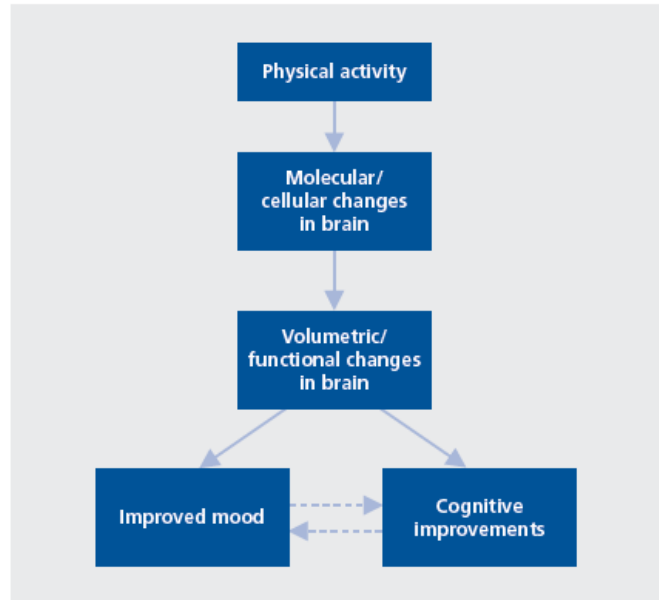 Physical activity
Molecular/
cellular changes
in brain
Volumetric/
functional changes
in brain
Improved mood
Cognitive
improvements